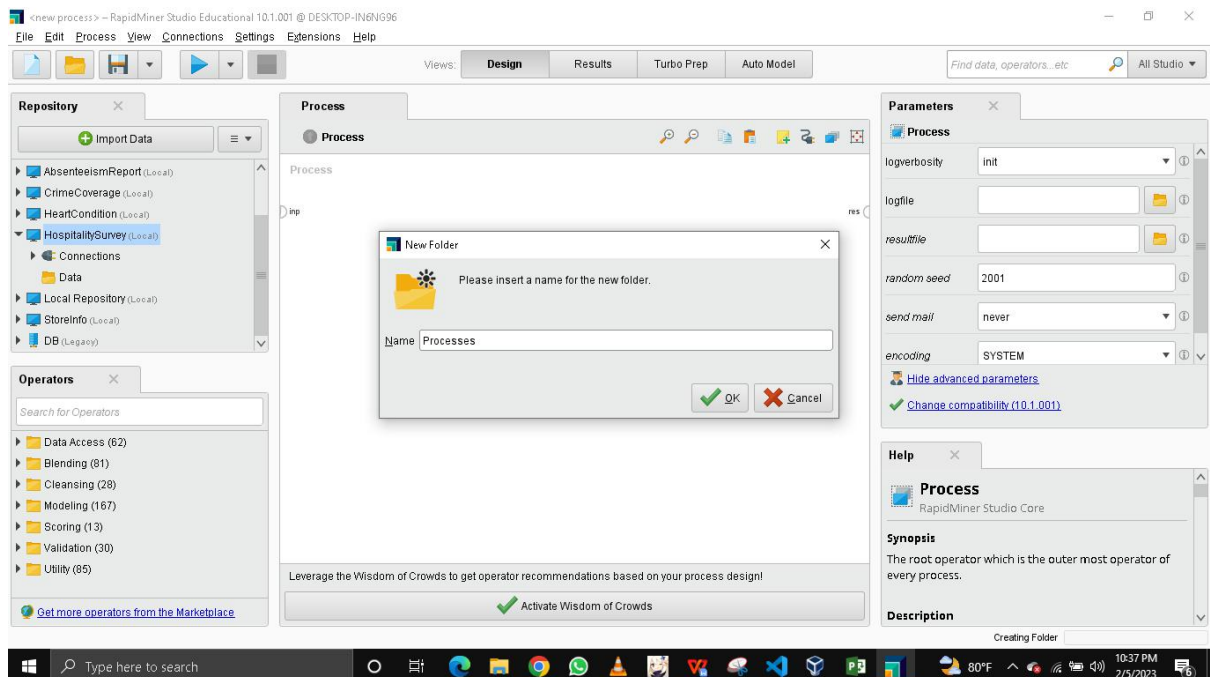 <new process> – RapidMiner Studio Educational 10.1.001 @ DESKTOP-IN6NG96
File Edit Process View Connections Settings Extensions Help
Views: Design Results Turbo Prep Auto Model
Find data, operators...etc
All Studio
Repository
Import Data
AbsenteeismReport (Local)
CrimeCoverage (Local)
HeartCondition (Local)
HospitalitySurvey (Local)
Connections
Data
Local Repository (Local)
StoreInfo (Local)
DB (Legacy)
Operators
Search for Operators
Data Access (62)
Blending (81)
Cleansing (28)
Modeling (167)
Scoring (13)
Validation (30)
Utility (85)
Get more operators from the Marketplace
Process
Process
Process
inp
res
New Folder
Please insert a name for the new folder.
Name Processes
OK Cancel
Leverage the Wisdom of Crowds to get operator recommendations based on your process design!
Activate Wisdom of Crowds
Parameters
Process
logverbosity init
logfile
resultfile
random seed 2001
send mail never
encoding SYSTEM
Hide advanced parameters
Change compatibility (10.1.001)
Help
Process
RapidMiner Studio Core
Synopsis
The root operator which is the outer most operator of
every process.
Description
Creating Folder
Type here to search
80°F
10:37 PM
2/5/2023
6